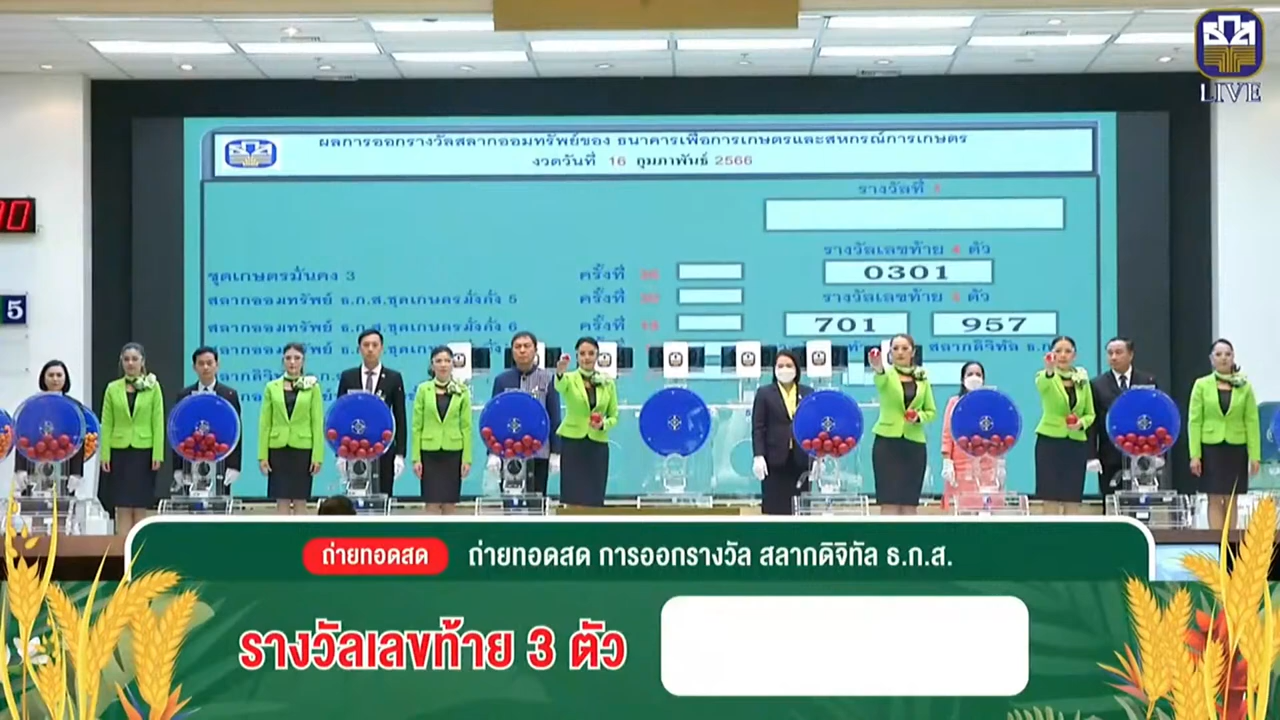 ธกส
LIVE
ผลการออกรางวัลสลากออมทรัพย์ของ ธนาคารเพื่อการเกษตรและสหกรณ์การเกษตร
งวดวันที่ 16 กุมภาพันธ์ 2566
รางวัลที่
รางวัลเลขท้าย 4 ตัว
0301
ชุดเกษตรมั่นคง 3 ครั้งที่
สลากออมทรัพย์ ธ.ก.ส.ชุดเกษตรมั่งคั่ง 5 ครั้งที่
รางวัลเลขท้าย 3 ตัว
สลากออมทรัพย์ ธ.ก.ส.ชุดเกษตรมั่งคั่ง 6 ครั้งที่
701 957
5
ถ่ายทอดสด ถ่ายทอดสด การออกรางวัล สลากดิจิทัล ธ.ก.ส.
รางวัลเลขท้าย 3 ตัว